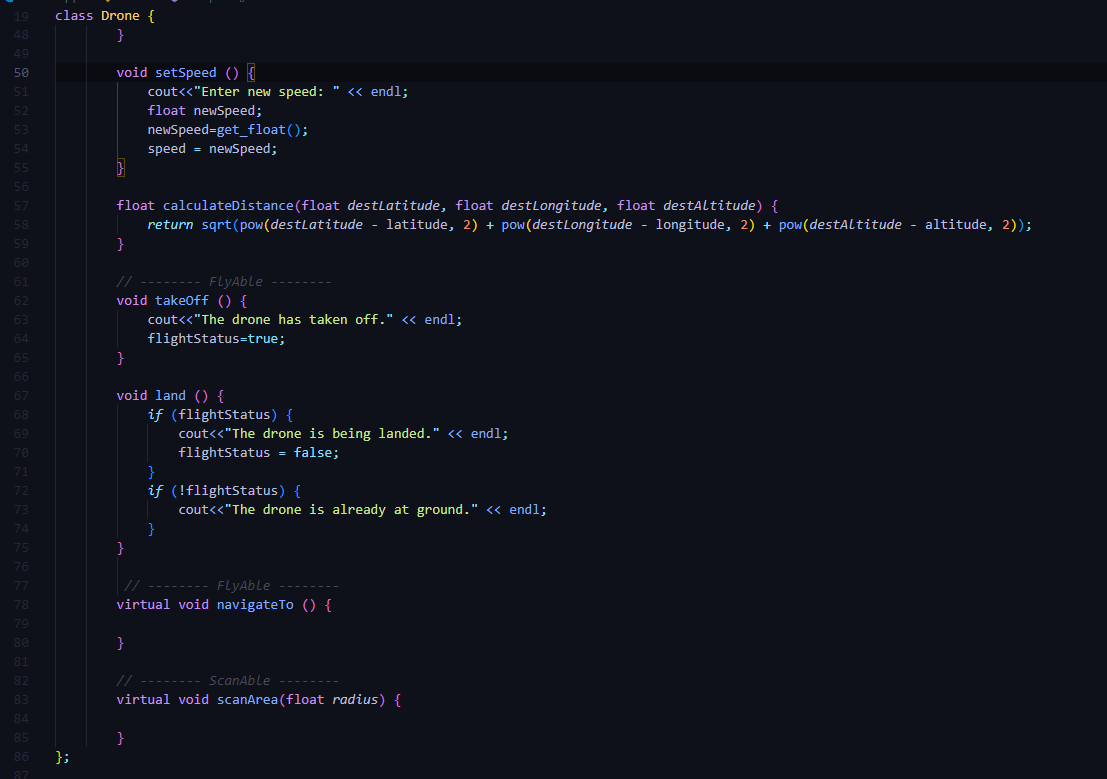 19 class Drone {
48 }
49
50 void setSpeed () {
51 cout<<"Enter new speed: " << endl;
52 float newSpeed;
53 newSpeed=get_float();
54 speed = newSpeed;
55 }
56
57 float calculateDistance(float destLatitude, float destLongitude, float destAltitude) {
58 return sqrt(pow(destLatitude - latitude, 2) + pow(destLongitude - longitude, 2) + pow(destAltitude - altitude, 2));
59 }
60
61 // -------- FlyAble --------
62 void takeOff () {
63 cout<<"The drone has taken off." << endl;
64 flightStatus=true;
65 }
66
67 void land () {
68 if (flightStatus) {
69 cout<<"The drone is being landed." << endl;
70 flightStatus = false;
71 }
72 if (!flightStatus) {
73 cout<<"The drone is already at ground." << endl;
74 }
75 }
76
77 // -------- FlyAble --------
78 virtual void navigateTo () {
79
80 }
81
82 // -------- ScanAble --------
83 virtual void scanArea(float radius) {
84
85 }
86 };
87